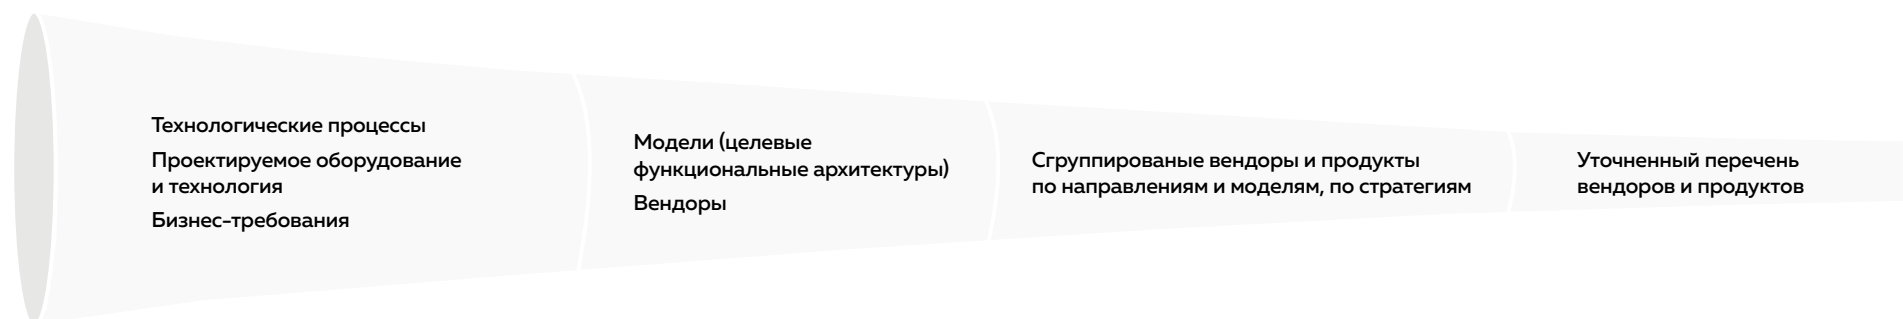 Технологические процессы
Проектируемое оборудование
и технология
Бизнес-требования
Модели (целевые
функциональные архитектуры)
Вендоры
Сгруппированые вендоры и продукты
по направлениям и моделям, по стратегиям
Уточненный перечень
вендоров и продуктов